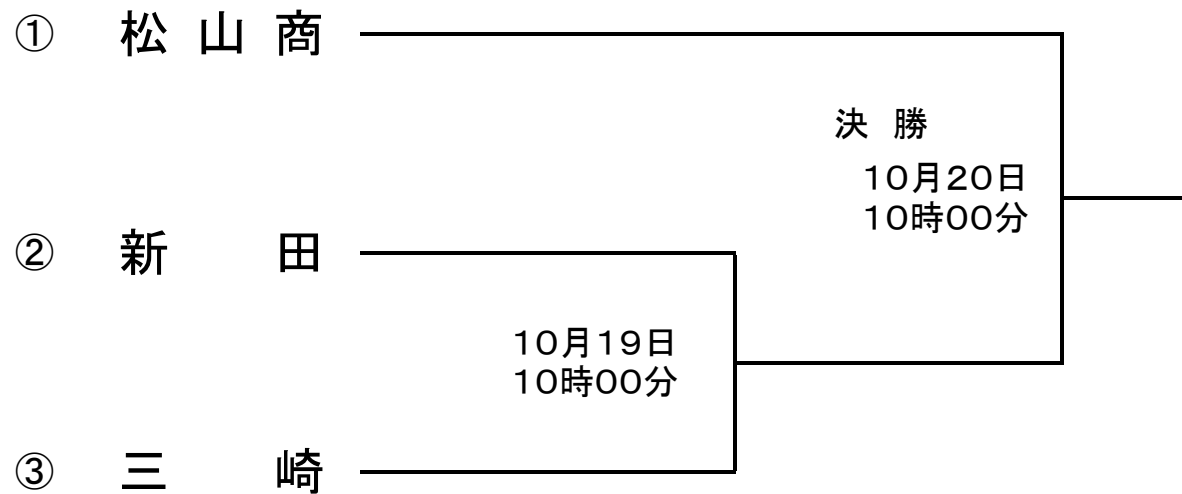 ① 松山商
決 勝
10月20日
10時00分
② 新 田
10月19日
10時00分
③ 三 崎